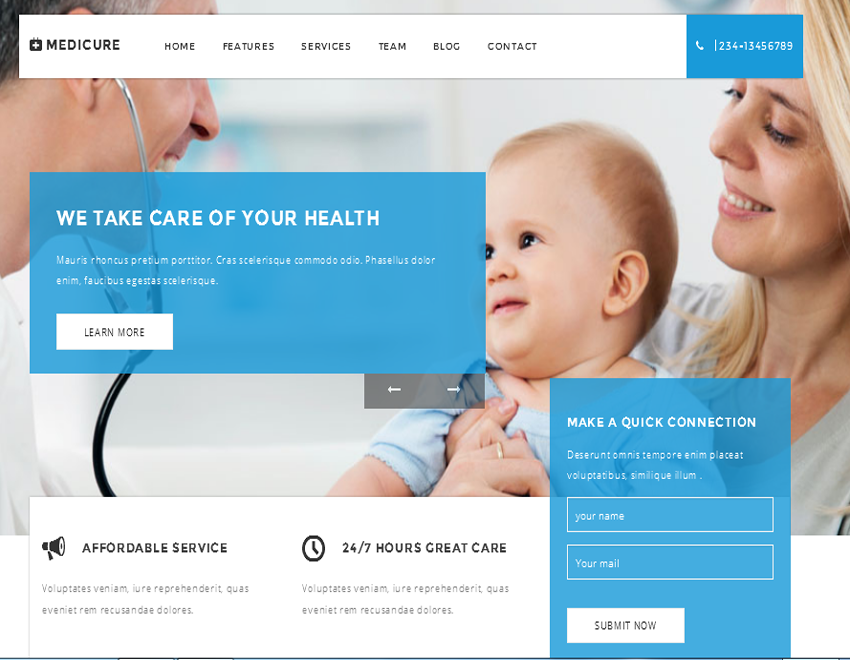 MEDICURE
HOME FEATURES SERVICES TEAM BLOG CONTACT
|234-13456789
WE TAKE CARE OF YOUR HEALTH
Mauris rhoncus pretium porttitor. Cras scelerisque commodo odio. Phasellus dolor
enim, faucibus egestas scelerisque.
LEARN MORE
MAKE A QUICK CONNECTION
Deserunt omnis tempore enim placeat
voluptatibus, similique illum .
your name
Your mail
SUBMIT NOW
AFFORDABLE SERVICE
Voluptates veniam, iure reprehenderit, quas
eveniet rem recusandae dolores.
24/7 HOURS GREAT CARE
Voluptates veniam, iure reprehenderit, quas
eveniet rem recusandae dolores.